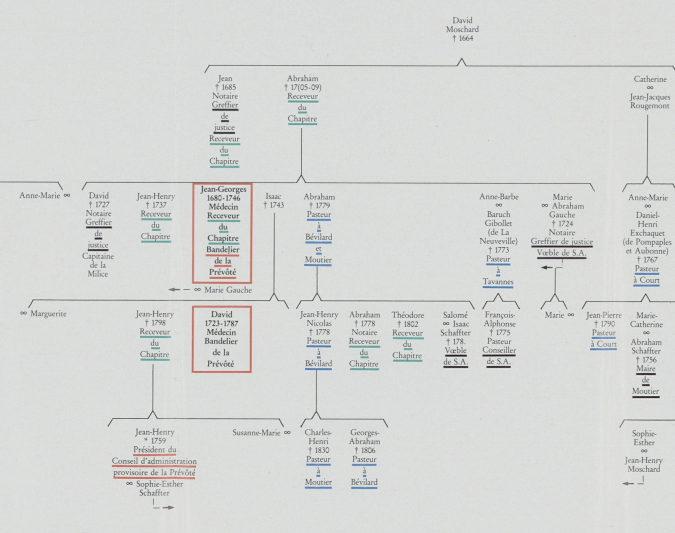 David
Moschard
† 1664
Jean
† 1685
Notaire
Greffier
de
justice
Receveur
du
Chapitre
Abraham
† 17(05-09)
Receveur
du
Chapitre
Catherine
∞
Jean-Jacques
Rougemont
Anne-Marie ∞
David
† 1727
Notaire
Greffier
de
justice
Capitaine
de la
Milice
Jean-Henry
† 1737
Receveur
du
Chapitre
Jean-Georges
1680-1746
Médecin
Receveur
du
Chapitre
Bandelier
de la
Prévôté
∞ Marie Gauche
Isaac
† 1743
Abraham
† 1779
Pasteur
à
Bévilard
et
Moutier
Anne-Barbe
∞
Baruch
Gibollet
(de La
Neuveville)
† 1773
Pasteur
à
Tavannes
Marie
∞ Abraham
Gauche
† 1724
Notaire
Greffier de justice
Vœble de S.A.
Anne-Marie
∞
Daniel-
Henri
Exchaquet
(de Pompaples
et Aubonne)
† 1767
Pasteur
à Court
∞ Marguerite
Jean-Henry
† 1798
Receveur
du
Chapitre
David
1723-1787
Médecin
Bandelier
de la
Prévôté
Jean-Henry
Nicolas
† 1778
Pasteur
à
Bévilard
Abraham
† 1778
Notaire
Receveur
du
Chapitre
Théodore
† 1802
Receveur
du
Chapitre
Salomé
∞ Isaac
Schaffter
† 178.
Vœble
de S.A.
François-
Alphonse
† 1775
Pasteur
Conseiller
de S.A.
Marie ∞
Jean-Pierre
† 1790
Pasteur
à Court
Marie-
Catherine
∞
Abraham
Schaffter
† 1756
Maire
de
Moutier
Jean-Henry
* 1759
Président du
Conseil d'administration
provisoire de la Prévôté
∞ Sophie-Esther
Schaffter
Susanne-Marie ∞
Charles-
Henri
† 1830
Pasteur
à
Moutier
Georges-
Abraham
† 1806
Pasteur
à
Bévilard
Sophie-
Esther
∞
Jean-Henry
Moschard